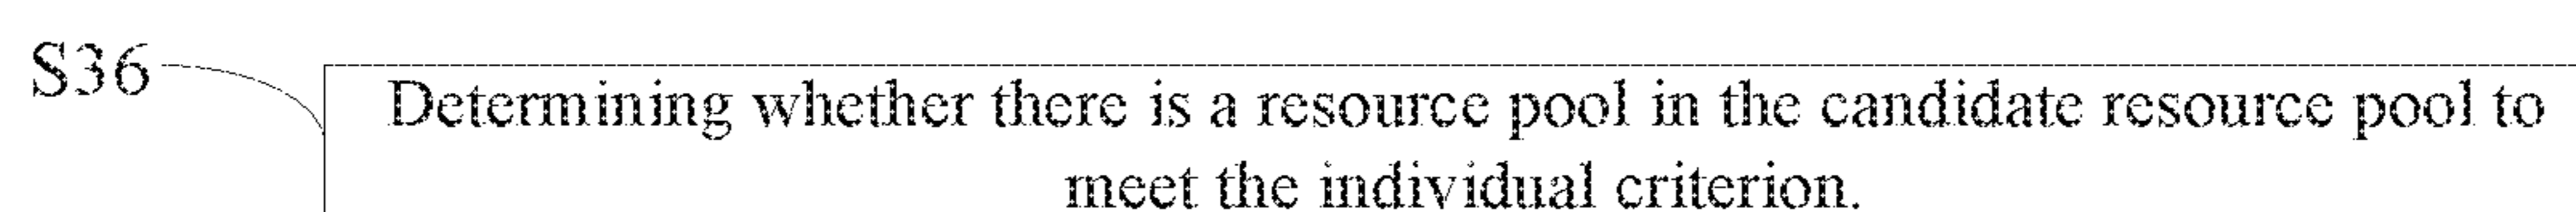 S36
Determining whether there is a resource pool in the candidate resource pool to
meet the individual criterion.